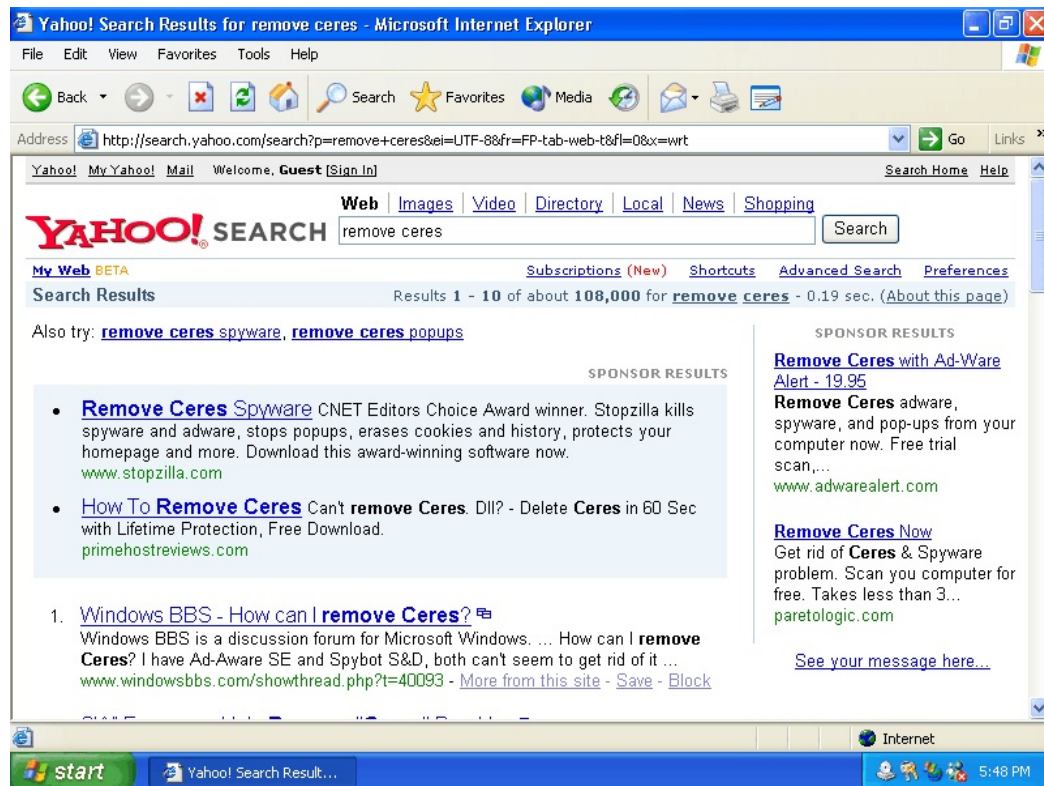 Yahoo! Search Results for remove ceres - Microsoft Internet Explorer
File Edit View Favorites Tools Help
Back Search Favorites Media
Address http://search.yahoo.com/search?p=remove+ceres&ei=UTF-8&fr=FP-tab-web-t&fl=0&x=wrt Go Links »
Yahoo! My Yahoo! Mail Welcome, Guest [Sign In] Search Home Help
Web | Images | Video | Directory | Local | News | Shopping
YAHOO! SEARCH remove ceres Search
My Web BETA Subscriptions (New) Shortcuts Advanced Search Preferences
Search Results Results 1 - 10 of about 108,000 for remove ceres - 0.19 sec. (About this page)
Also try: remove ceres spyware, remove ceres popups
SPONSOR RESULTS
• Remove Ceres Spyware CNET Editors Choice Award winner. Stopzilla kills
spyware and adware, stops popups, erases cookies and history, protects your
homepage and more. Download this award-winning software now.
www.stopzilla.com
• How To Remove Ceres Can't remove Ceres. Dll? - Delete Ceres in 60 Sec
with Lifetime Protection, Free Download.
primehostreviews.com
1. Windows BBS - How can I remove Ceres?
Windows BBS is a discussion forum for Microsoft Windows. ... How can I remove
Ceres? I have Ad-Aware SE and Spybot S&D, both can't seem to get rid of it ...
www.windowsbbs.com/showthread.php?t=40093 - More from this site - Save - Block
SPONSOR RESULTS
Remove Ceres with Ad-Ware
Alert - 19.95
Remove Ceres adware,
spyware, and pop-ups from your
computer now. Free trial
scan,...
www.adwarealert.com
Remove Ceres Now
Get rid of Ceres & Spyware
problem. Scan you computer for
free. Takes less than 3...
paretologic.com
See your message here...
Internet
start Yahoo! Search Result... 5:48 PM